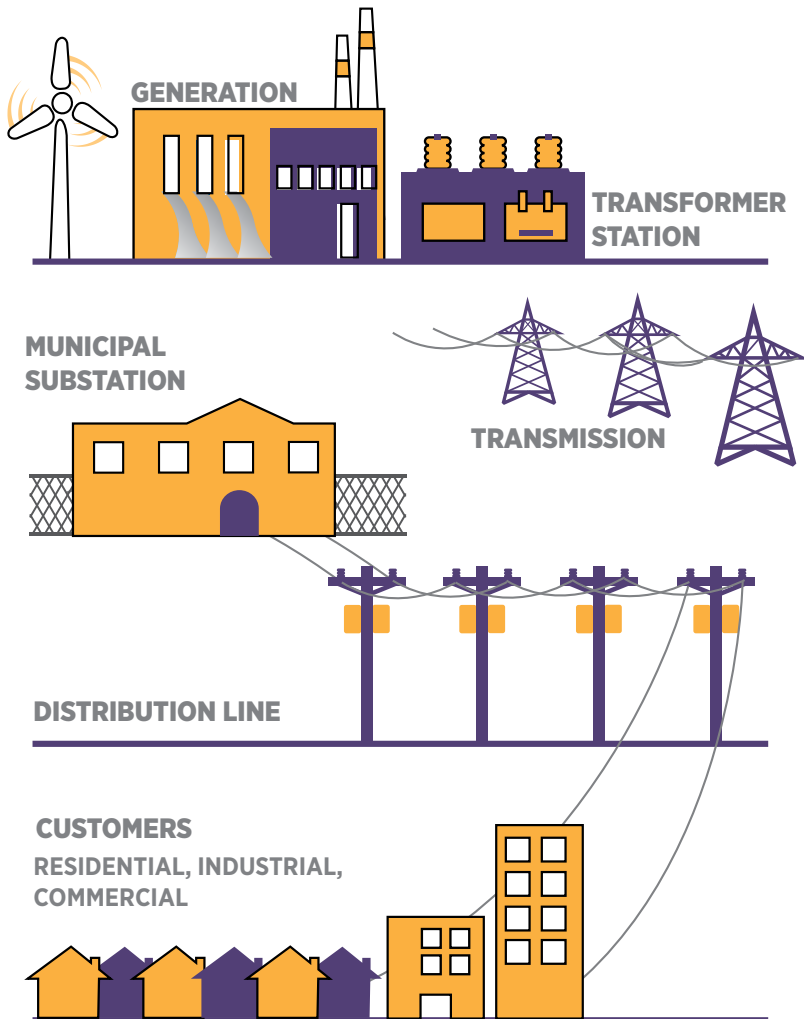 GENERATION
TRANSFORMER
STATION
MUNICIPAL
SUBSTATION
TRANSMISSION
DISTRIBUTION LINE
CUSTOMERS
RESIDENTIAL, INDUSTRIAL,
COMMERCIAL